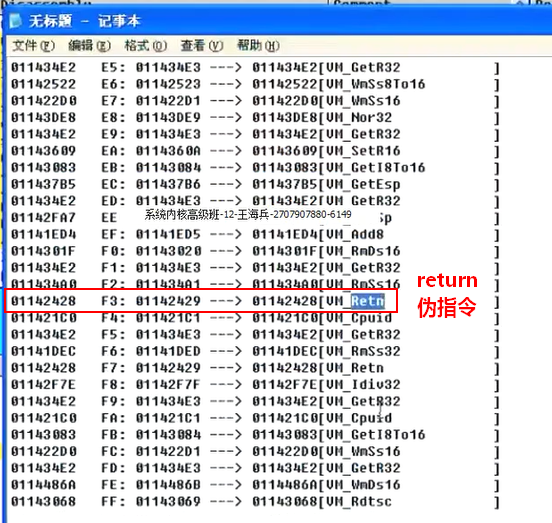 Disassembly Comment
无标题 - 记事本
文件(F) 编辑(E) 格式(O) 查看(V) 帮助(H)
011434E2 E5: 011434E3 ---> 011434E2[VM_GetR32 ]
01142522 E6: 01142523 ---> 01142522[VM_WmSs8To16 ]
011422D0 E7: 011422D1 ---> 011422D0[VM_WmSs16 ]
01143DE8 E8: 01143DE9 ---> 01143DE8[VM_Nor32 ]
011434E2 E9: 011434E3 ---> 011434E2[VM_GetR32 ]
01143609 EA: 0114360A ---> 01143609[VM_SetR16 ]
01143083 EB: 01143084 ---> 01143083[VM_GetI8To16 ]
011437B5 EC: 011437B6 ---> 011437B5[VM_GetEsp ]
011434E2 ED: 011434E3 ---> 011434E2[VM_GetR32 ]
01142FA7 EE 系统内核高级班-12-王海兵-2707907880-6149 p ]
01141ED4 EF: 01141ED5 ---> 01141ED4[VM_Add8 ]
0114301F F0: 01143020 ---> 0114301F[VM_RmDs16 ]
011434E2 F1: 011434E3 ---> 011434E2[VM_GetR32 ]
011434A0 F2: 011434A1 ---> 011434A0[VM_RmSs16 ]
01142428 F3: 01142429 ---> 01142428[VM_Retn ]
return
伪指令
011421C0 F4: 011421C1 ---> 011421C0[VM_Cpuid ]
011434E2 F5: 011434E3 ---> 011434E2[VM_GetR32 ]
01141DEC F6: 01141DED ---> 01141DEC[VM_RmSs32 ]
01142428 F7: 01142429 ---> 01142428[VM_Retn ]
01142F7E F8: 01142F7F ---> 01142F7E[VM_Idiv32 ]
011434E2 F9: 011434E3 ---> 011434E2[VM_GetR32 ]
011421C0 FA: 011421C1 ---> 011421C0[VM_Cpuid ]
01143083 FB: 01143084 ---> 01143083[VM_GetI8To16 ]
011422D0 FC: 011422D1 ---> 011422D0[VM_WmSs16 ]
011434E2 FD: 011434E3 ---> 011434E2[VM_GetR32 ]
0114486A FE: 0114486B ---> 0114486A[VM_WmDs16 ]
01143068 FF: 01143069 ---> 01143068[VM_Rdtsc ]